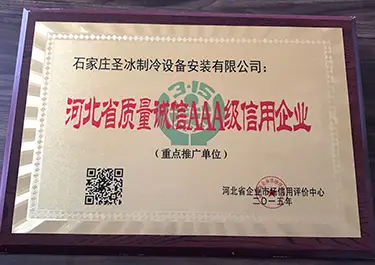 石家庄圣冰制冷设备安装有限公司：
3·15
河北省质量诚信AAA级信用企业
（重点推广单位）
河北省企业市场信用评价中心
二〇一五年